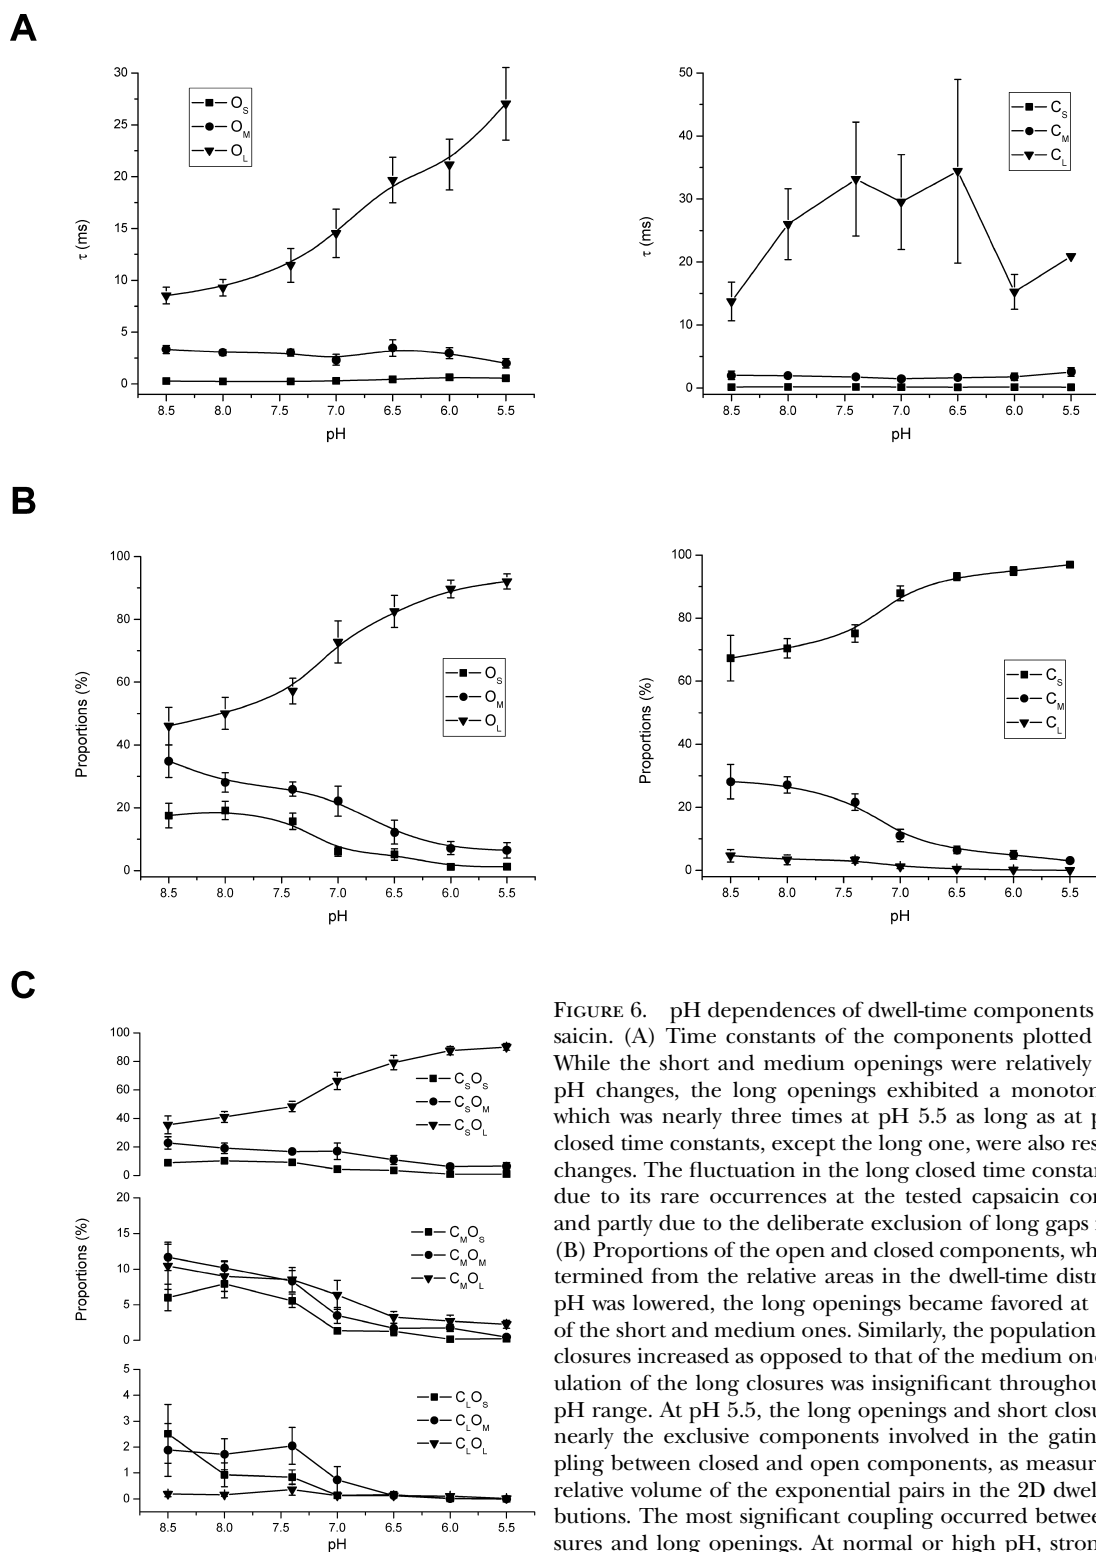 A
30
25
20
15
10
5
0
τ (ms)
O_S
O_M
O_L
8.5 8.0 7.5 7.0 6.5 6.0 5.5
pH
50
40
30
20
10
0
τ (ms)
C_S
C_M
C_L
8.5 8.0 7.5 7.0 6.5 6.0 5.5
pH
B
100
80
60
40
20
0
Proportions (%)
O_S
O_M
O_L
8.5 8.0 7.5 7.0 6.5 6.0 5.5
pH
100
80
60
40
20
0
Proportions (%)
C_S
C_M
C_L
8.5 8.0 7.5 7.0 6.5 6.0 5.5
pH
C
100
80
60
40
20
0
C_SO_S
C_SO_M
C_SO_L
20
15
10
5
0
Proportions (%)
C_MO_S
C_MO_M
C_MO_L
5
4
3
2
1
0
C_LO_S
C_LO_M
C_LO_L
8.5 8.0 7.5 7.0 6.5 6.0 5.5
pH
FIGURE 6. pH dependences of dwell-time components
saicin. (A) Time constants of the components plotted
While the short and medium openings were relatively
pH changes, the long openings exhibited a monoton
which was nearly three times at pH 5.5 as long as at p
closed time constants, except the long one, were also res
changes. The fluctuation in the long closed time constan
due to its rare occurrences at the tested capsaicin con
and partly due to the deliberate exclusion of long gaps
(B) Proportions of the open and closed components, wh
termined from the relative areas in the dwell-time distr
pH was lowered, the long openings became favored at
of the short and medium ones. Similarly, the population
closures increased as opposed to that of the medium one
ulation of the long closures was insignificant throughou
pH range. At pH 5.5, the long openings and short closu
nearly the exclusive components involved in the gatin
pling between closed and open components, as measur
relative volume of the exponential pairs in the 2D dwel
butions. The most significant coupling occurred betwee
sures and long openings. At normal or high pH, stron